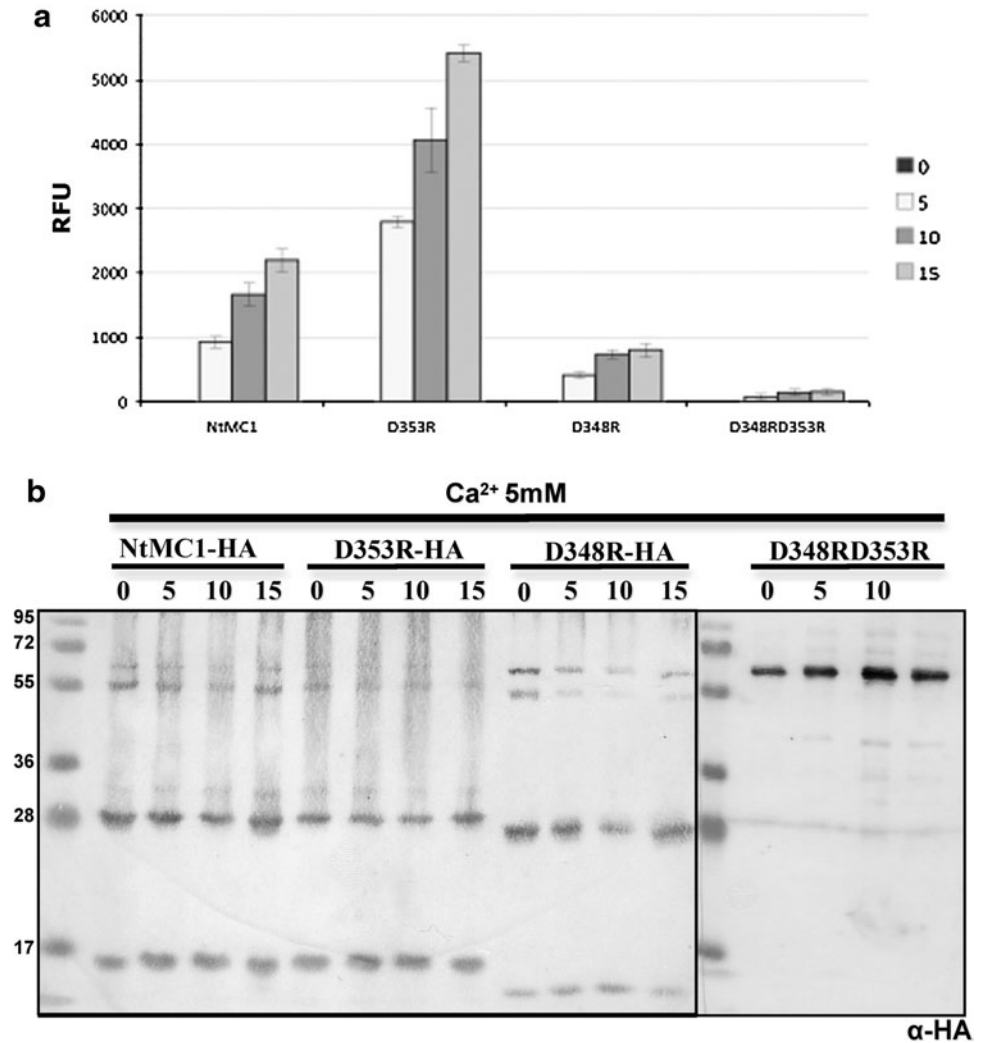 a
6000
5000
4000
3000
2000
1000
0
RFU
0
5
10
15
NtMC1 D353R D348R D348RD353R
b
Ca²⁺ 5mM
NtMC1-HA D353R-HA D348R-HA D348RD353R
0 5 10 15 0 5 10 15 0 5 10 15 0 5 10
95
72
55
36
28
17
α-HA